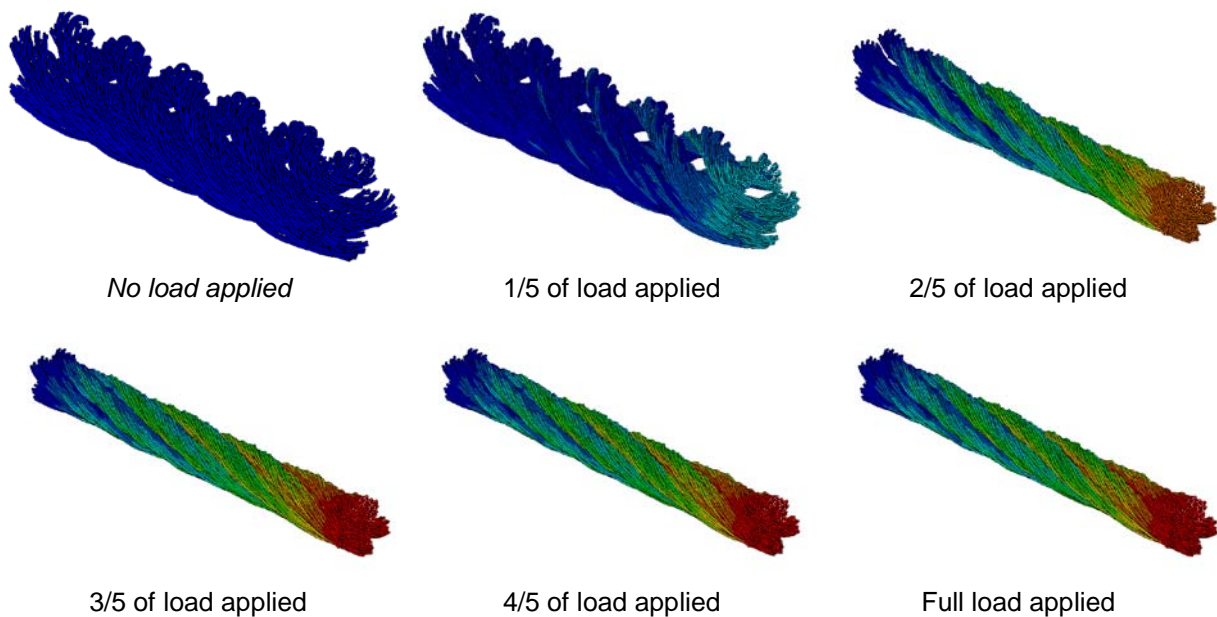 No load applied
1/5 of load applied
2/5 of load applied
3/5 of load applied
4/5 of load applied
Full load applied